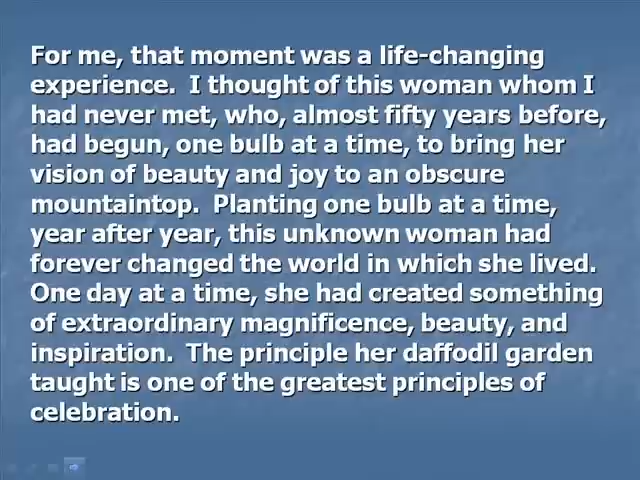 For me, that moment was a life-changing
experience.  I thought of this woman whom I
had never met, who, almost fifty years before,
had begun, one bulb at a time, to bring her
vision of beauty and joy to an obscure
mountaintop.  Planting one bulb at a time,
year after year, this unknown woman had
forever changed the world in which she lived.
One day at a time, she had created something
of extraordinary magnificence, beauty, and
inspiration.  The principle her daffodil garden
taught is one of the greatest principles of
celebration.